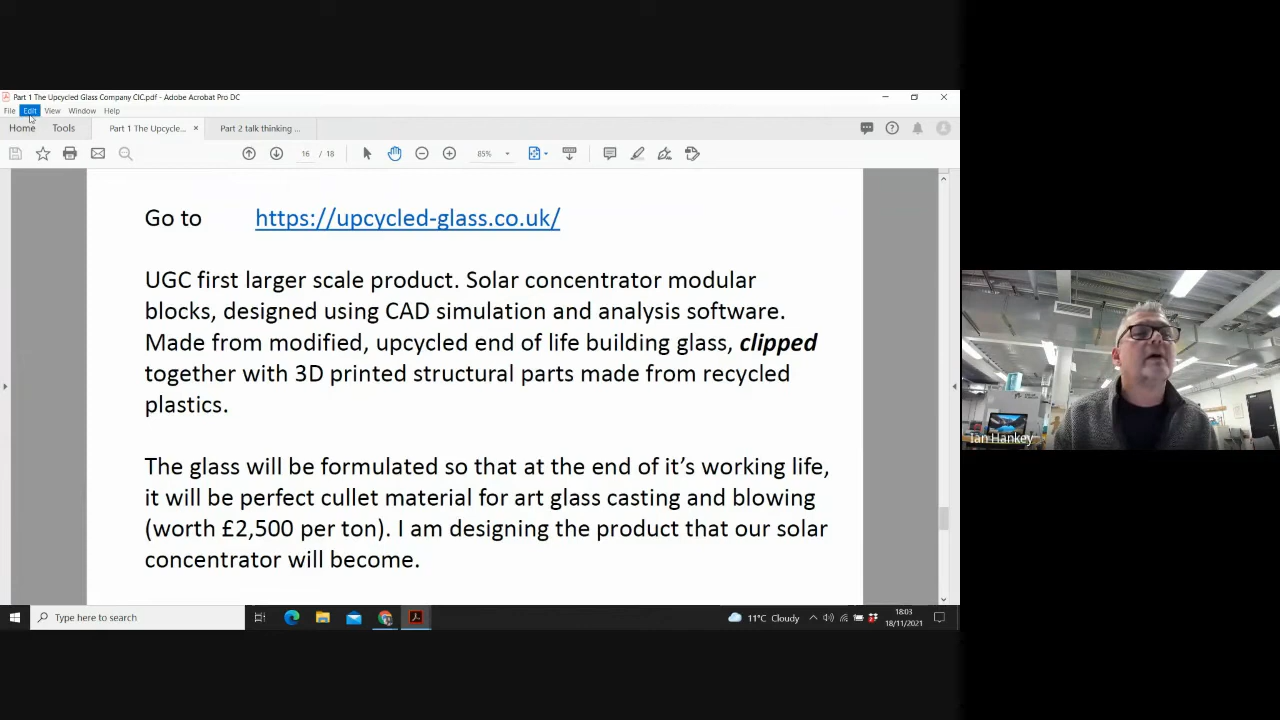 Part 1 The Upcycled Glass Company CIC.pdf - Adobe Acrobat Pro DC
File Edit View Window Help
Home Tools Part 1 The Upcycle... × Part 2 talk thinking ...
16 / 18 85%
Go to https://upcycled-glass.co.uk/
UGC first larger scale product. Solar concentrator modular
blocks, designed using CAD simulation and analysis software.
Made from modified, upcycled end of life building glass, clipped
together with 3D printed structural parts made from recycled
plastics.
The glass will be formulated so that at the end of it's working life,
it will be perfect cullet material for art glass casting and blowing
(worth £2,500 per ton). I am designing the product that our solar
concentrator will become.
Ian Hankey
Type here to search
11°C Cloudy
18:03
18/11/2021